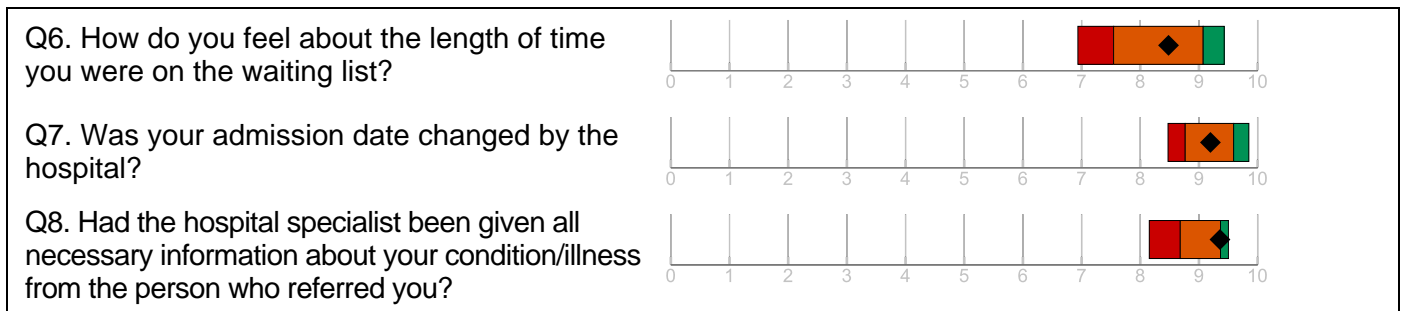 Q6. How do you feel about the length of time
you were on the waiting list?
0 1 2 3 4 5 6 7 8 9 10
Q7. Was your admission date changed by the
hospital?
0 1 2 3 4 5 6 7 8 9 10
Q8. Had the hospital specialist been given all
necessary information about your condition/illness
from the person who referred you?
0 1 2 3 4 5 6 7 8 9 10